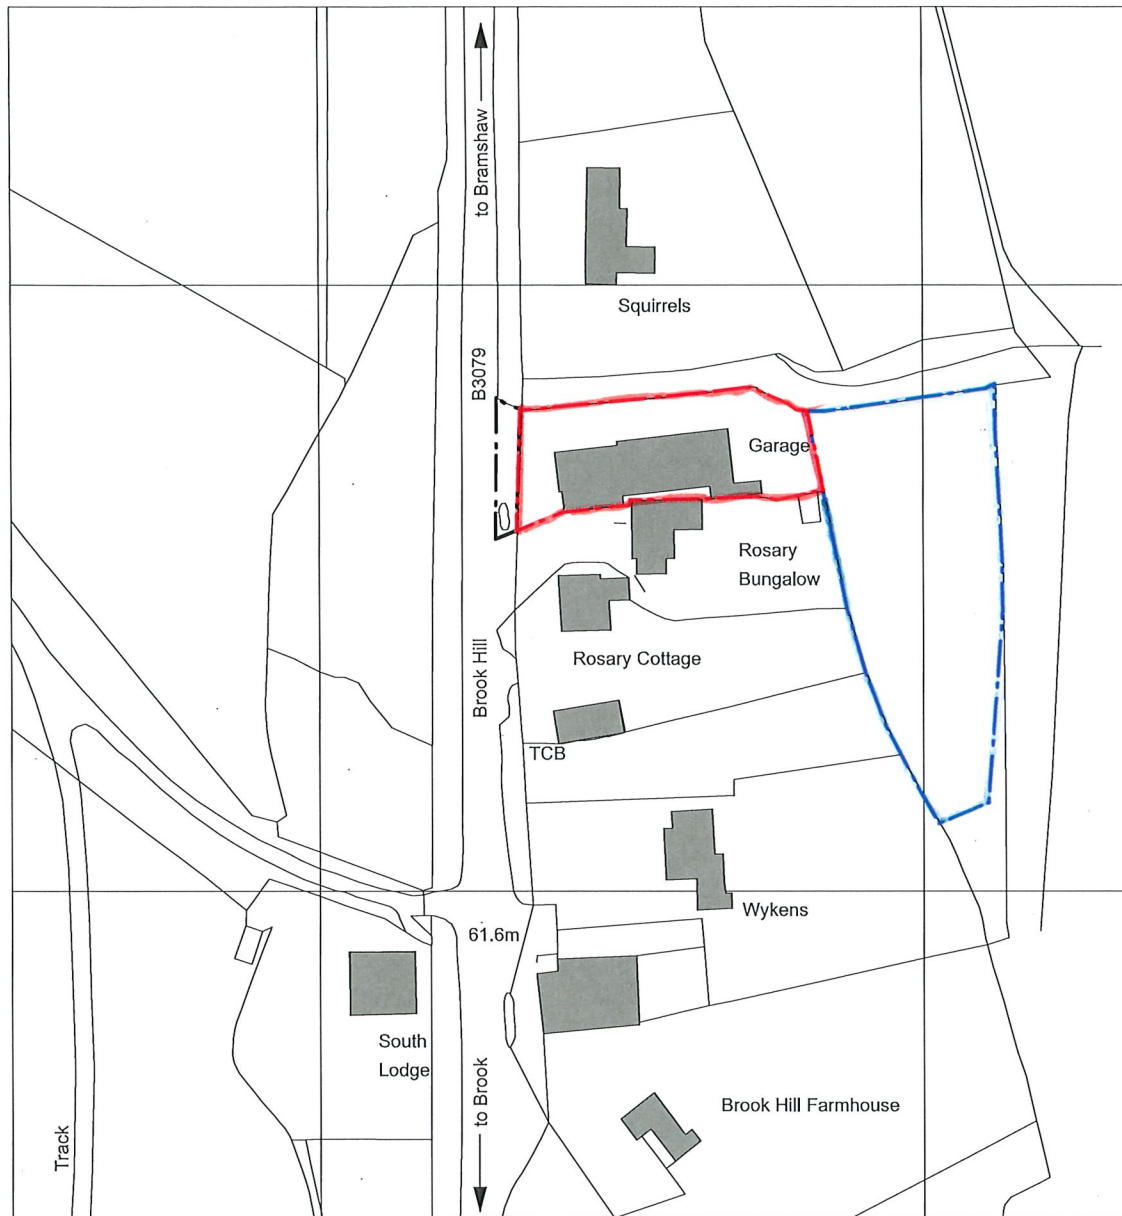 to Bramshaw
Squirrels
B3079
Garage
Rosary
Bungalow
Brook Hill
Rosary Cottage
TCB
Wykens
61.6m
South
Lodge
to Brook
Brook Hill Farmhouse
Track